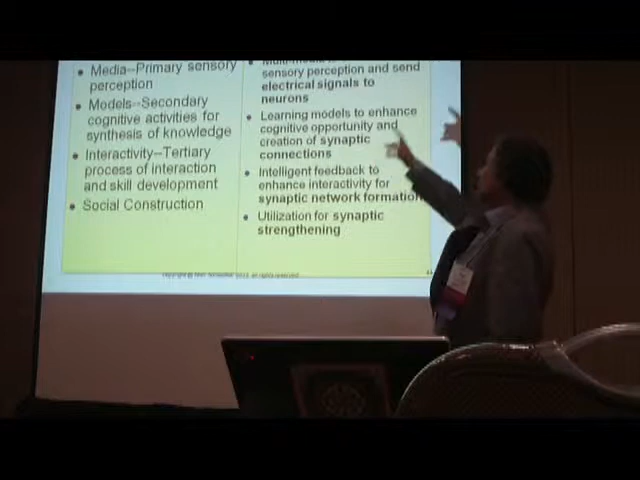 • Media--Primary sensory
perception
• Models--Secondary
cognitive activities for
synthesis of knowledge
• Interactivity--Tertiary
process of interaction
and skill development
• Social Construction
sensory perception and send
electrical signals to
neurons
• Learning models to enhance
cognitive opportunity and
creation of synaptic
connections
• Intelligent feedback to
enhance interactivity for
synaptic network formation
• Utilization for synaptic
strengthening